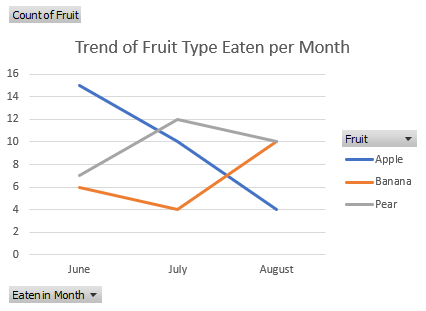 Count of Fruit
Trend of Fruit Type Eaten per Month
16
14
12
10
8
6
4
2
0
June July August
Fruit
Apple
Banana
Pear
Eaten in Month